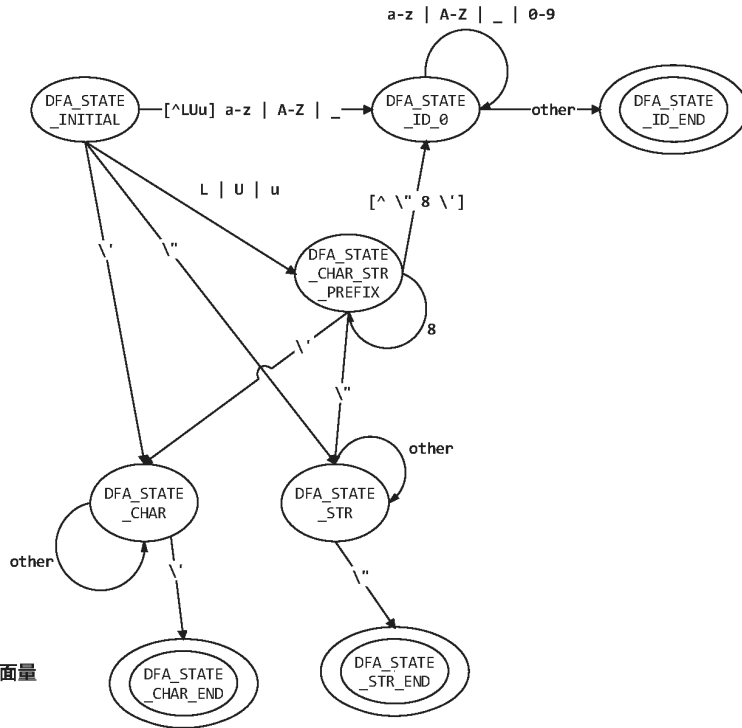 a-z | A-Z | _ | 0-9
DFA_STATE
_INITIAL
[^LUu] a-z | A-Z | _
DFA_STATE
_ID_0
other
DFA_STATE
_ID_END
L | U | u
[^ \" 8 \']
\'
\"
DFA_STATE
_CHAR_STR
_PREFIX
8
\'
\"
other
DFA_STATE
_CHAR
DFA_STATE
_STR
other
\'
\"
面量
DFA_STATE
_CHAR_END
DFA_STATE
_STR_END